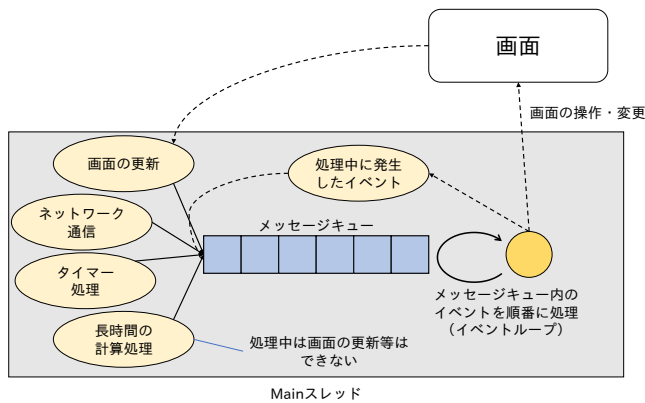 画面
画面の操作・変更
画面の更新
処理中に発生
したイベント
ネットワーク
通信
メッセージキュー
タイマー
処理
メッセージキュー内の
イベントを順番に処理
（イベントループ）
長時間の
計算処理
処理中は画面の更新等は
できない
Mainスレッド